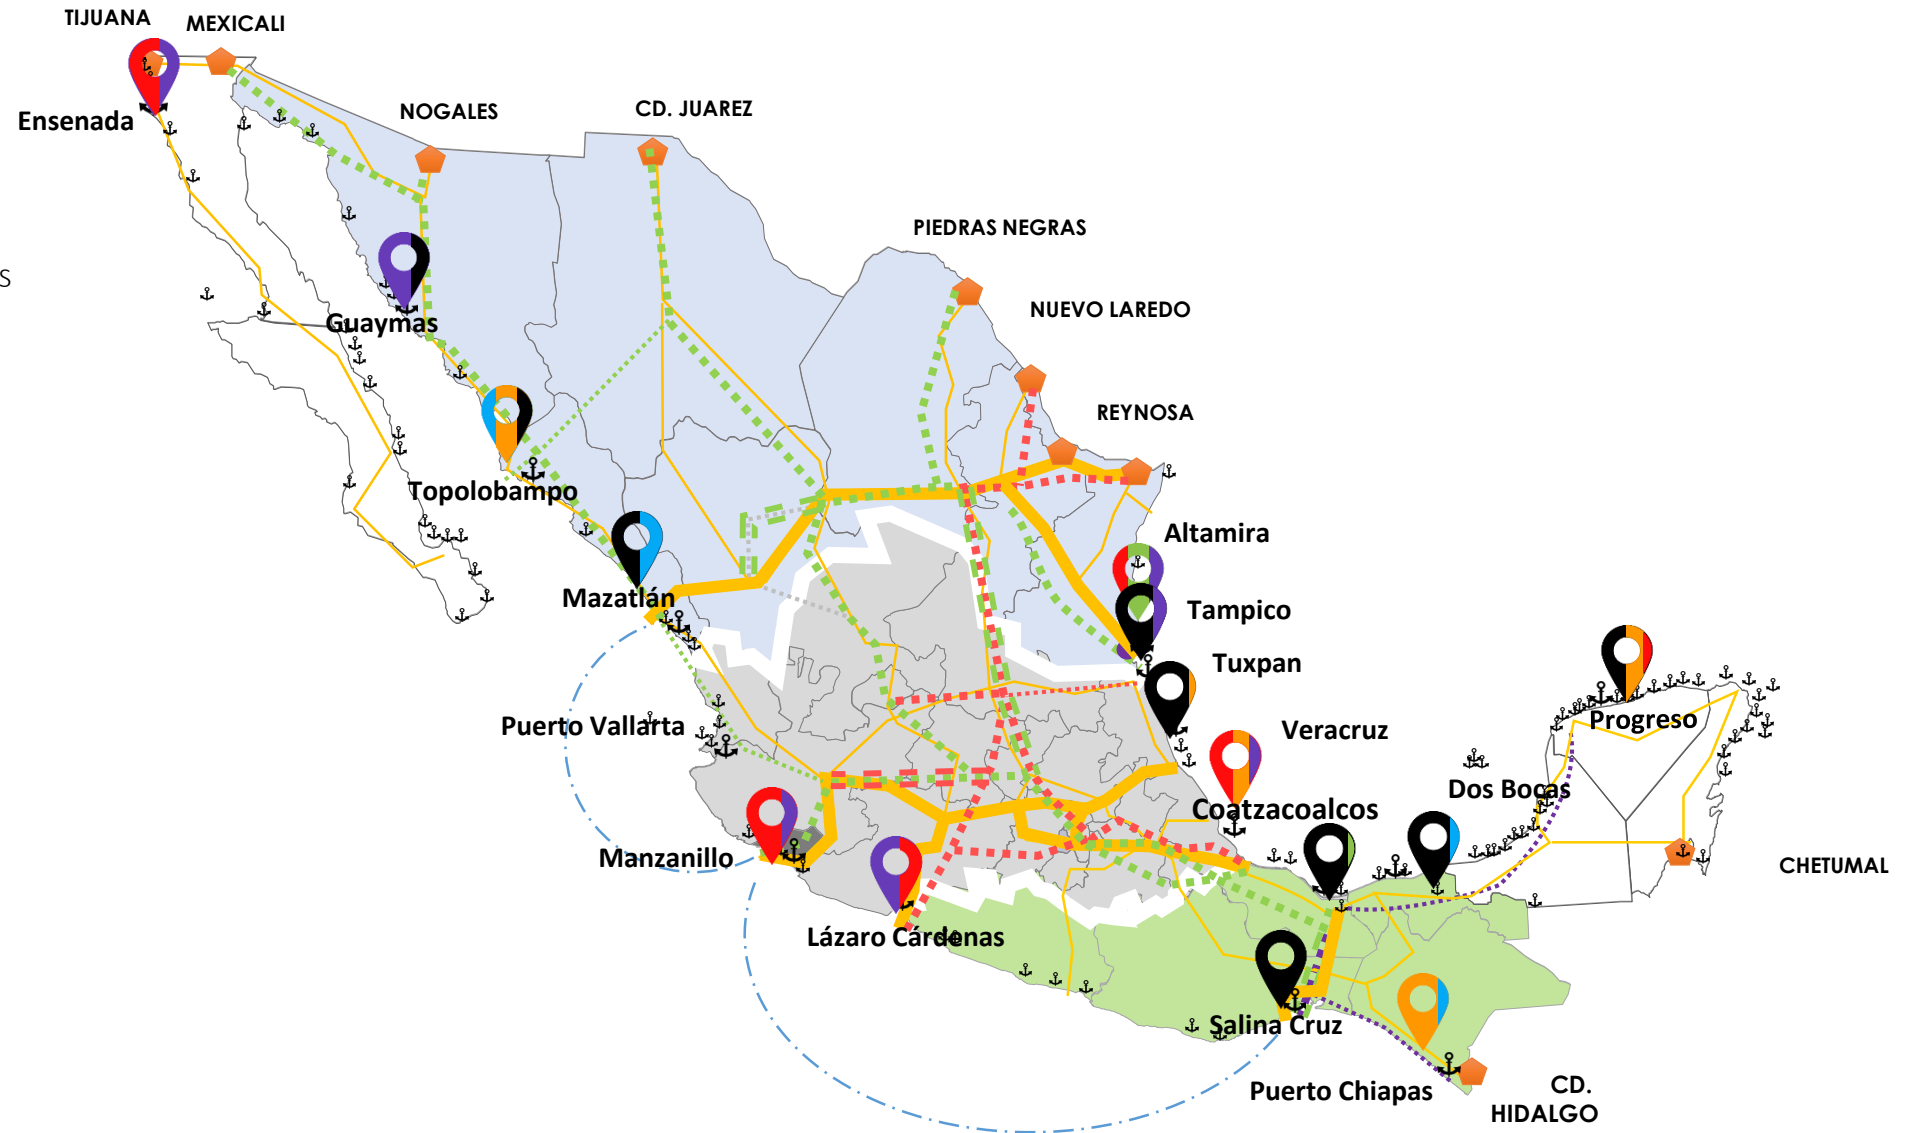 TIJUANA
MEXICALI
Ensenada
NOGALES
CD. JUAREZ
PIEDRAS NEGRAS
S
NUEVO LAREDO
Guaymas
REYNOSA
Topolobampo
Altamira
Mazatlán
Tampico
Tuxpan
Puerto Vallarta
Progreso
Veracruz
Dos Bocas
Coatzacoalcos
Manzanillo
CHETUMAL
Lázaro Cárdenas
Salina Cruz
Puerto Chiapas
CD.
HIDALGO